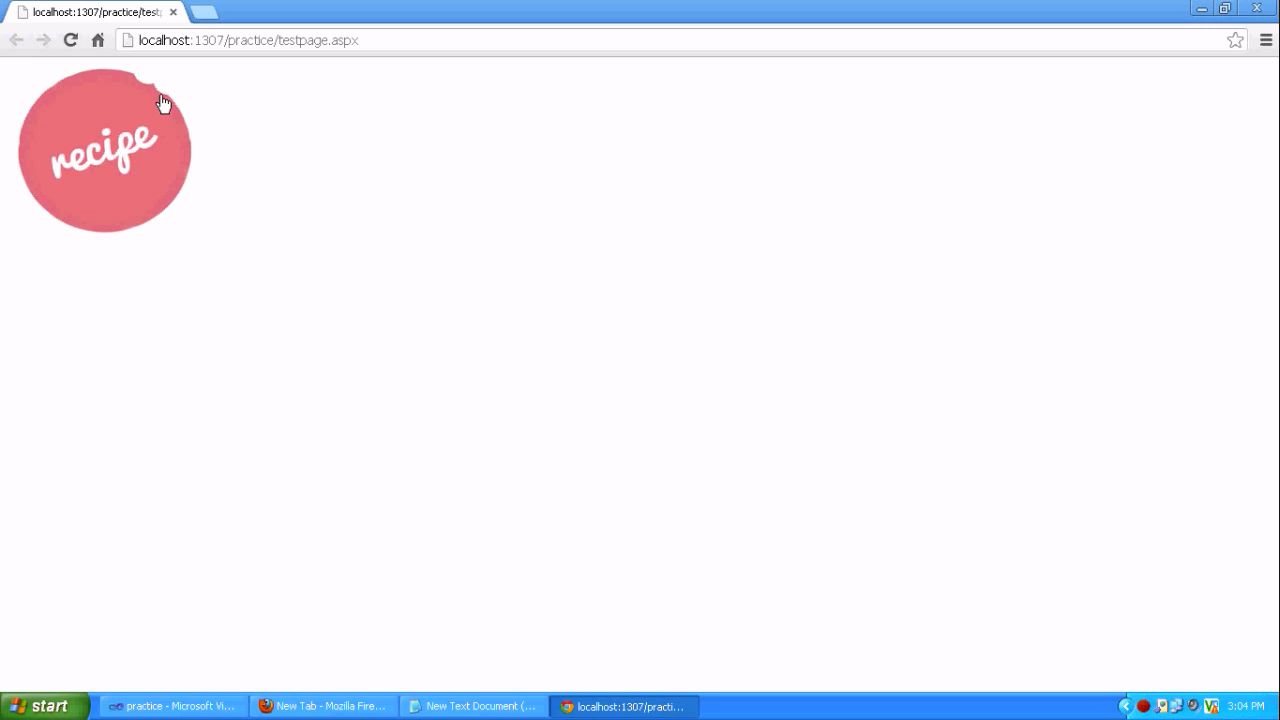 localhost:1307/practice/test
localhost:1307/practice/testpage.aspx
recipe
start
practice - Microsoft Vi...
New Tab - Mozilla Fire...
New Text Document (...
localhost:1307/practi...
3:04 PM